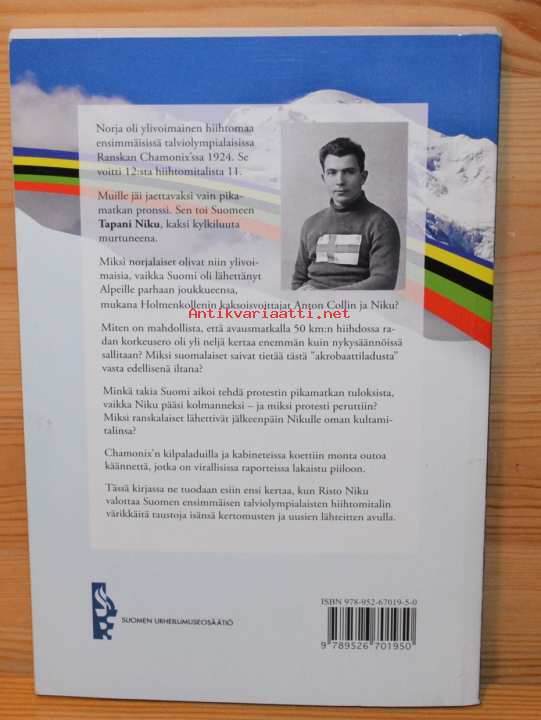 Norja oli ylivoimainen hiihtomaa
ensimmäisissä talviolympialaisissa
Ranskan Chamonix'ssa 1924. Se
voitti 12:sta hiihtomitalista 11.
Muille jäi jaettavaksi vain pika-
matkan pronssi. Sen toi Suomeen
Tapani Niku, kaksi kylkiluuta
murtuneena.
Miksi norjalaiset olivat niin ylivoi-
maisia, vaikka Suomi oli lähettänyt
Alpeille parhaan joukkueensa,
mukana Holmenkollenin kaksoisvoittajat Anton Collin ja Niku?
Miten on mahdollista, että avausmatkalla 50 km:n hiihdossa ra-
dan korkeusero oli yli neljä kertaa enemmän kuin nykysäännöissä
sallitaan? Miksi suomalaiset saivat tietää tästä "akrobaattiladusta"
vasta edellisenä iltana?
Minkä takia Suomi aikoi tehdä protestin pikamatkan tuloksista,
vaikka Niku pääsi kolmanneksi – ja miksi protesti peruttiin?
Miksi ranskalaiset lähettivät jälkeenpäin Nikulle oman kultami-
talinsa?
Chamonix'n kilpaladuilla ja kabineteissa koettiin monta outoa
käännettä, jotka on virallisissa raporteissa lakaistu piiloon.
Tässä kirjassa ne tuodaan esiin ensi kertaa, kun Risto Niku
valottaa Suomen ensimmäisen talviolympialaisten hiihtomitalin
värikkäitä taustoja isänsä kertomusten ja uusien lähteitten avulla.
Antikvariaatti.net
SUOMEN URHEILUMUSEOSÄÄTIÖ
ISBN 978-952-67019-5-0
9 789526 701950